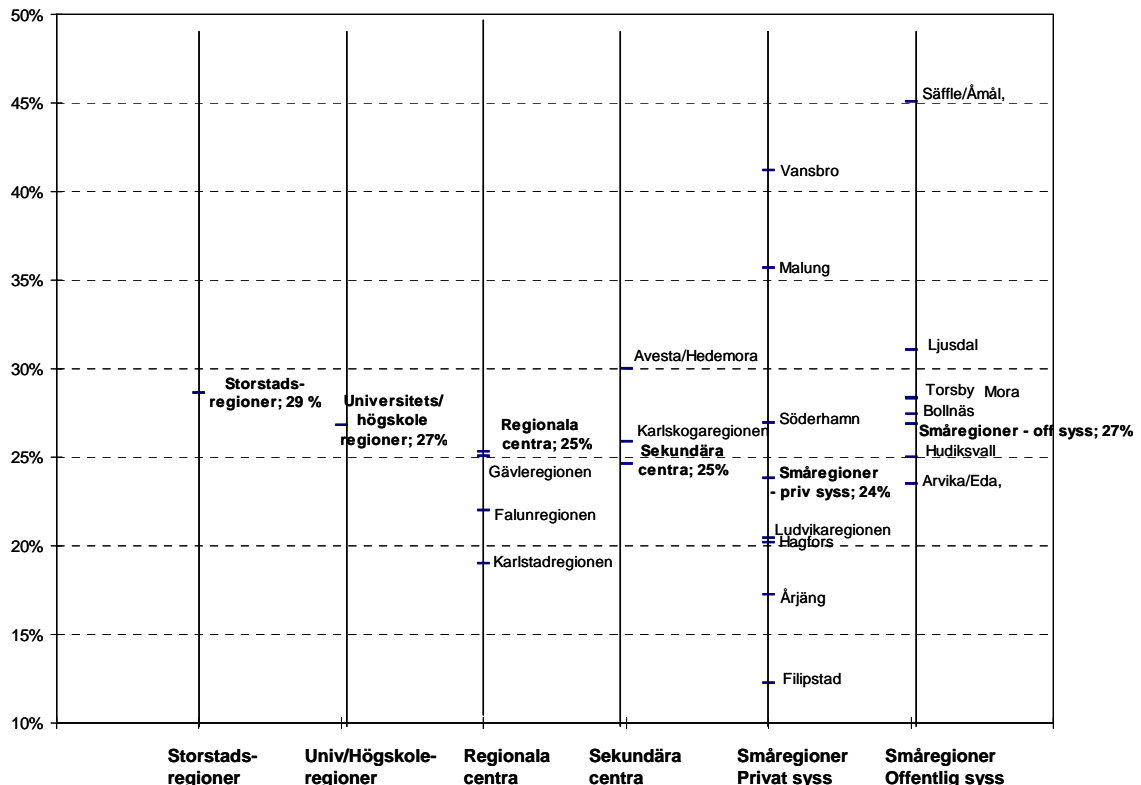 50%
45%
40%
35%
30%
25%
20%
15%
10%
Storstads-
regioner; 29 %
Universitets/
högskole
regioner; 27%
Regionala
centra; 25%
Gävleregionen
Falunregionen
Karlstadregionen
Avesta/Hedemora
Karlskogaregionen
Sekundära
centra; 25%
Vansbro
Malung
Söderhamn
Småregioner
- priv syss; 24%
Ludvikaregionen
Hagfors
Årjäng
Filipstad
Säffle/Åmål,
Ljusdal
Torsby Mora
Bollnäs
Småregioner - off syss; 27%
Hudiksvall
Arvika/Eda,
Storstads-
regioner
Univ/Högskole-
regioner
Regionala
centra
Sekundära
centra
Småregioner
Privat syss
Småregioner
Offentlig syss